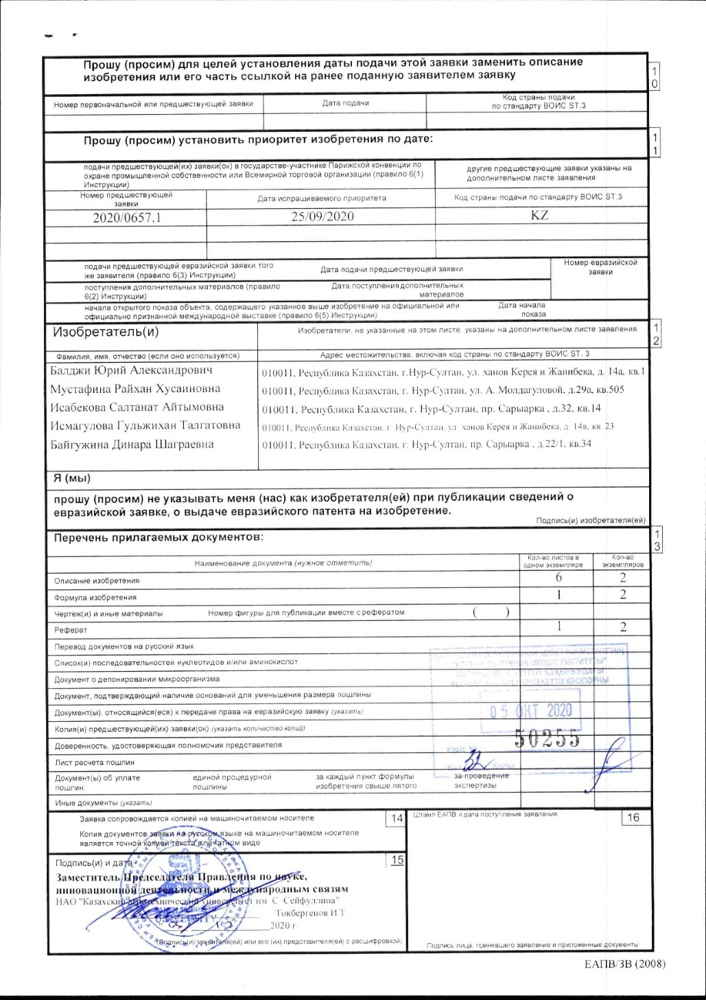 Прошу (просим) для целей установления даты подачи этой заявки заменить описание
изобретения или его часть ссылкой на ранее поданную заявителем заявку
1
0
Номер первоначальной или предшествующей заявки
Дата подачи
Код страны подачи
по стандарту ВОИС ST.3
Прошу (просим) установить приоритет изобретения по дате:
1
1
подачи предшествующей(их) заявки(ок) в государстве-участнике Парижской конвенции по
охране промышленной собственности или Всемирной торговой организации (правило 6(1)
Инструкции)
другие предшествующие заявки указаны на
дополнительном листе заявления
Номер предшествующей
заявки
Дата испрашиваемого приоритета
Код страны подачи по стандарту ВОИС ST.3
2020/0657.1
25/09/2020
KZ
подачи предшествующей евразийской заявки того
же заявителя (правило 6(3) Инструкции)
Дата подачи предшествующей заявки
Номер евразийской
заявки
поступления дополнительных материалов (правило
6(2) Инструкции)
Дата поступления дополнительных
материалов
начала открытого показа объекта, содержащего указанное выше изобретение на официальной или
официально признанной международной выставке (правило 6(5) Инструкции)
Дата начала
показа
Изобретатель(и)
Изобретатели, не указанные на этом листе, указаны на дополнительном листе заявления
1
2
Фамилия, имя, отчество (если оно используется)
Адрес местожительства, включая код страны по стандарту ВОИС ST. 3
Балджи Юрий Александрович
010011, Республика Казахстан, г.Нур-Султан, ул. ханов Керея и Жанибека, д. 14а, кв.1
Мустафина Райхан Хусаиновна
010011, Республика Казахстан, г. Нур-Султан, ул. А. Молдагуловой, д.29а, кв.505
Исабекова Салтанат Айтымовна
010011, Республика Казахстан, г. Нур-Султан, пр. Сарыарка , д.32, кв.14
Исмагулова Гульжихан Талгатовна
010011, Республика Казахстан, г. Нур-Султан, ул. ханов Керея и Жанибека, д. 14в, кв 23
Байгужина Динара Шаграевна
010011, Республика Казахстан, г. Нур-Султан, пр. Сарыарка , д.22/1, кв.34
Я (мы)
прошу (просим) не указывать меня (нас) как изобретателя(ей) при публикации сведений о
евразийской заявке, о выдаче евразийского патента на изобретение.
Подпись(и) изобретателя(ей)
Перечень прилагаемых документов:
1
3
Наименование документа (нужное отметить)
Кол-во листов в
одном экземпляре
Кол-во
экземпляров
Описание изобретения
6
2
Формула изобретения
1
2
Чертеж(и) и иные материалы
Номер фигуры для публикации вместе с рефератом
( )
Реферат
1
2
Перевод документов на русский язык
Список(и) последовательностей нуклеотидов и/или аминокислот
Документ о депонировании микроорганизма
Документ, подтверждающий наличие оснований для уменьшения размера пошлины
Документ(ы), относящийся(еся) к передаче права на евразийскую заявку (указать)
05 ОКТ 2020
Копия(и) предшествующей(их) заявки(ок) (указать количество копий)
50255
Доверенность, удостоверяющая полномочия представителя
Кіріс №
Лист расчета пошлин
Документ(ы) об уплате
пошлин:
единой процедурной
пошлины
за каждый пункт формулы
изобретения свыше пятого
за проведение
экспертизы
Иные документы (указать)
Заявка сопровождается копией на машиночитаемом носителе
14
Копия документов заявки на русском языке на машиночитаемом носителе
является точной копией текста в печатном виде
Штамп ЕАПВ и дата поступления заявления
16
Подпись(и) и дата
15
Заместитель Председателя Правления по науке,
инновационной деятельности и международным связям
НАО "Казахский агротехнический университет им С. Сейфуллина"
Токбергенов И Т
2020 г.
(Подпись(и) заявителя(ей) или его (их) представителя(ей) с расшифровкой)
Подпись лица, принявшего заявление и приложенные документы
ЕАПВ/ЗВ (2008)